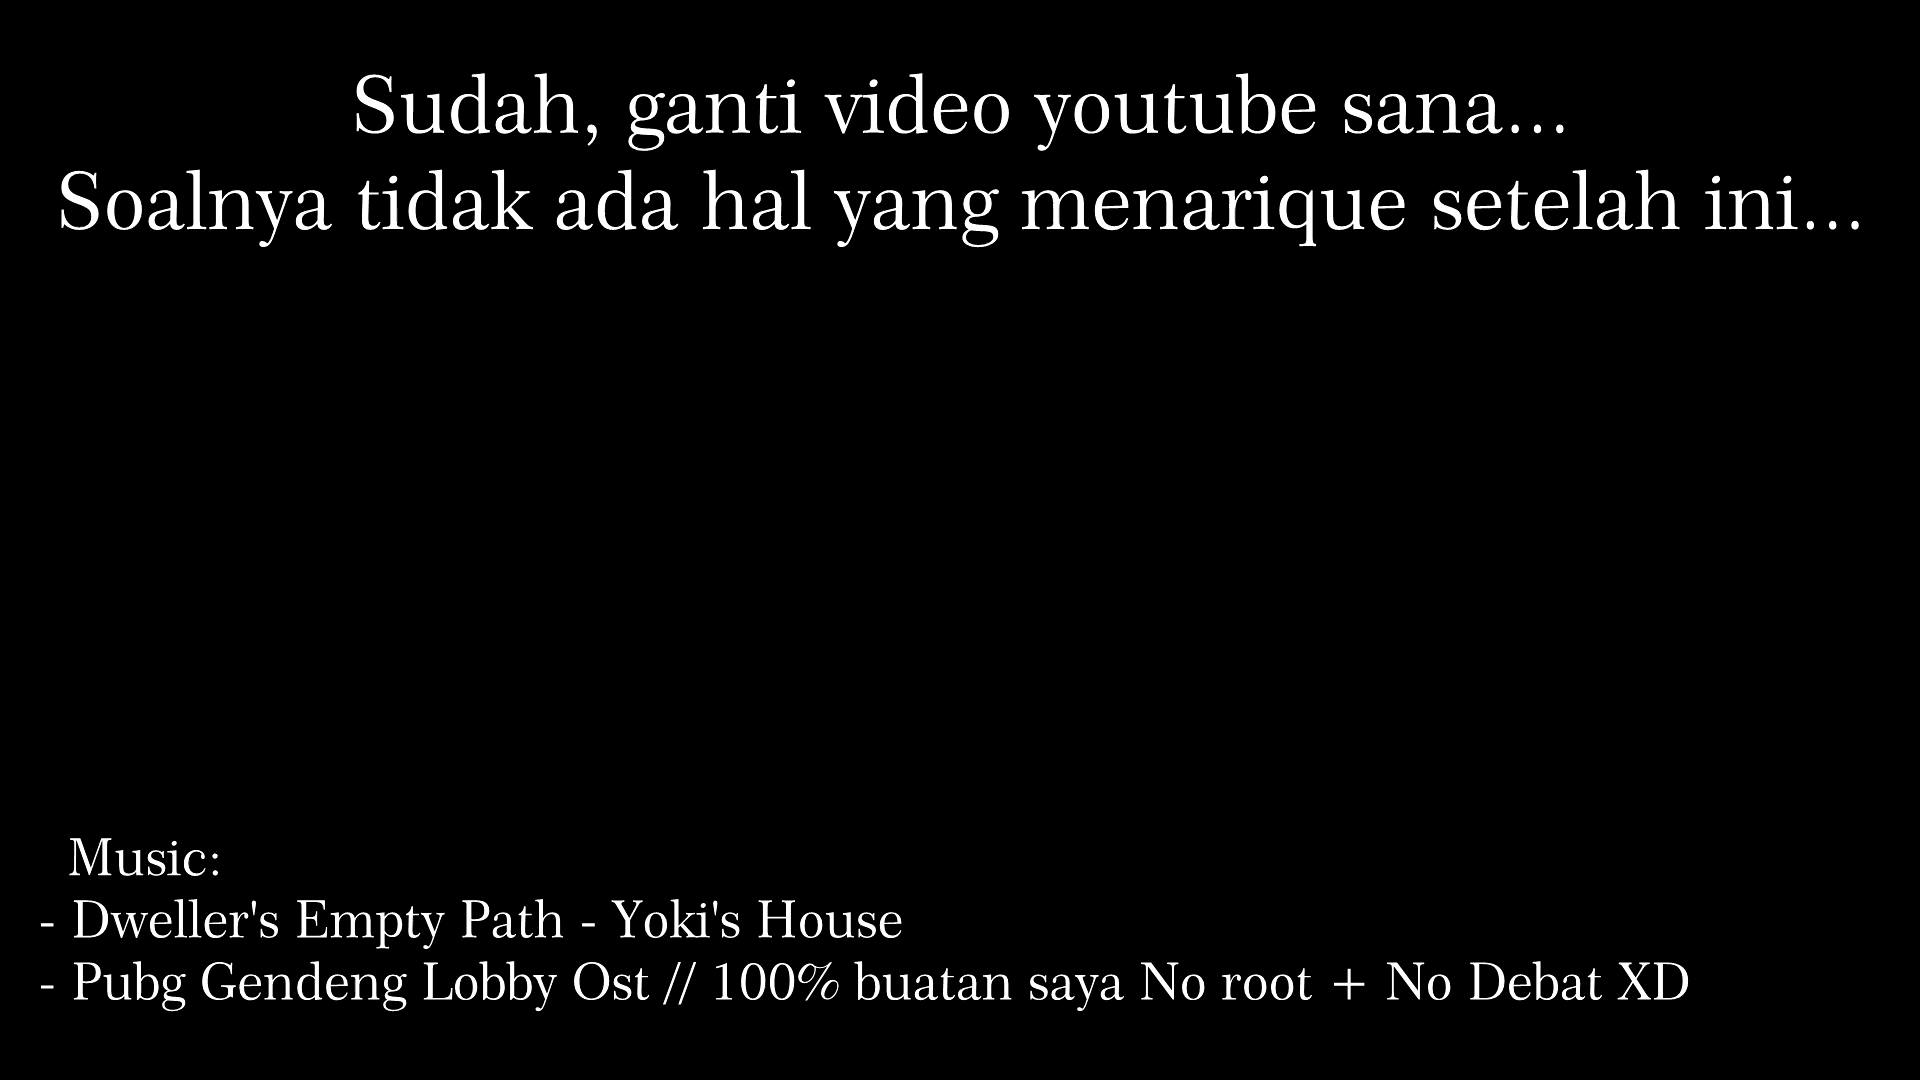 Sudah, ganti video youtube sana...
Soalnya tidak ada hal yang menarique setelah ini...
Music:
- Dweller's Empty Path - Yoki's House
- Pubg Gendeng Lobby Ost // 100% buatan saya No root + No Debat XD